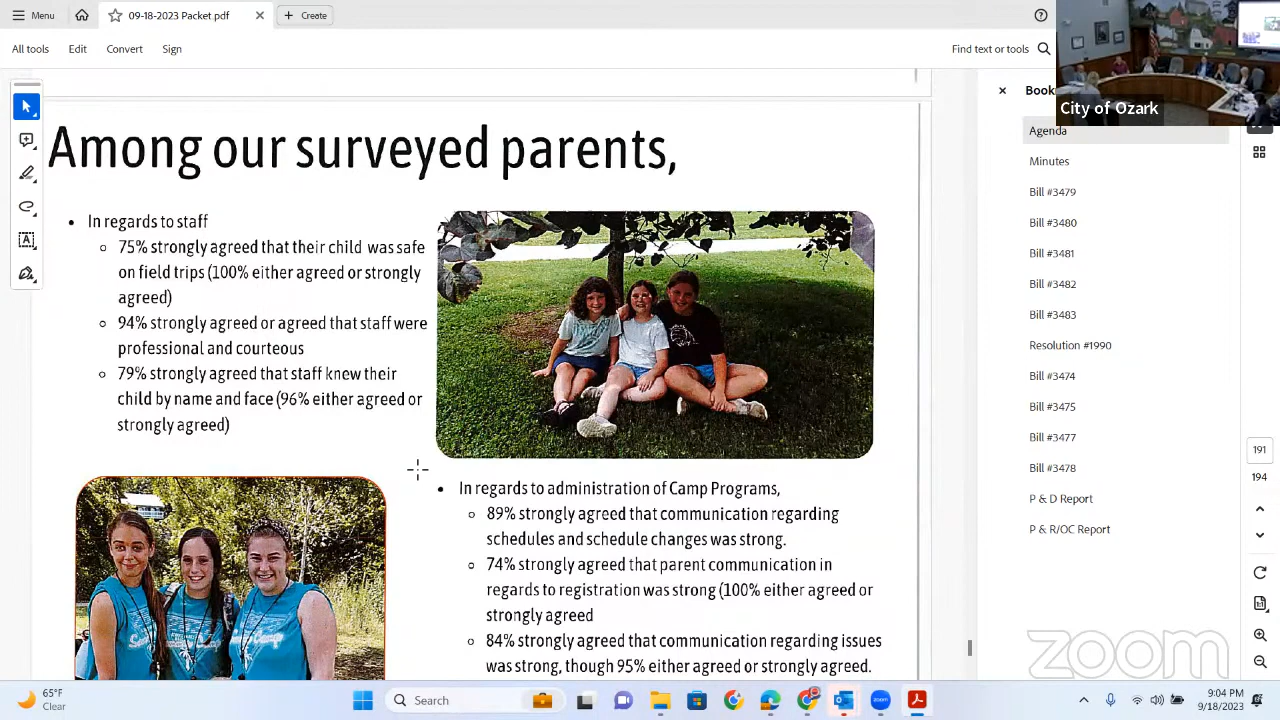 Menu
09-18-2023 Packet.pdf
Create
All tools
Edit
Convert
Sign
Find text or tools
City of Ozark
Among our surveyed parents,
In regards to staff
75% strongly agreed that their child was safe
on field trips (100% either agreed or strongly
agreed)
94% strongly agreed or agreed that staff were
professional and courteous
79% strongly agreed that staff knew their
child by name and face (96% either agreed or
strongly agreed)
In regards to administration of Camp Programs,
89% strongly agreed that communication regarding
schedules and schedule changes was strong.
74% strongly agreed that parent communication in
regards to registration was strong (100% either agreed or
strongly agreed
84% strongly agreed that communication regarding issues
was strong, though 95% either agreed or strongly agreed.
Book
Agenda
Minutes
Bill #3479
Bill #3480
Bill #3481
Bill #3482
Bill #3483
Resolution #1990
Bill #3474
Bill #3475
Bill #3477
Bill #3478
P & D Report
P & R/OC Report
191
194
zoom
65°F
Clear
Search
zoom
9:04 PM
9/18/2023